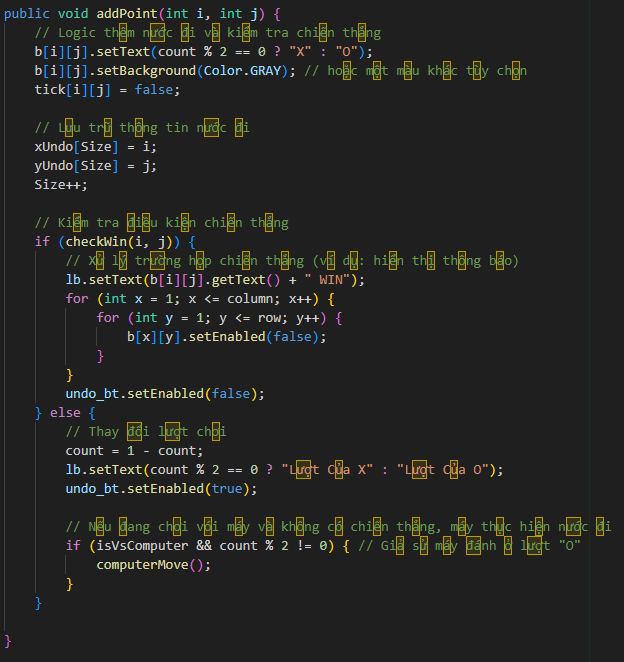 public void addPoint(int i, int j) {
// Logic thêm nước đi và kiểm tra chiến thắng
b[i][j].setText(count % 2 == 0 ? "X" : "O");
b[i][j].setBackground(Color.GRAY); // hoặc một màu khác tùy chọn
tick[i][j] = false;
// Lưu trữ thông tin nước đi
xUndo[Size] = i;
yUndo[Size] = j;
Size++;
// Kiểm tra điều kiện chiến thắng
if (checkWin(i, j)) {
// Xử lý trường hợp chiến thắng (ví dụ: hiển thị thông báo)
lb.setText(b[i][j].getText() + " WIN");
for (int x = 1; x <= column; x++) {
for (int y = 1; y <= row; y++) {
b[x][y].setEnabled(false);
}
}
undo_bt.setEnabled(false);
} else {
// Thay đổi lượt chơi
count = 1 - count;
lb.setText(count % 2 == 0 ? "Lượt Của X" : "Lượt Của O");
undo_bt.setEnabled(true);
// Nếu đang chơi với máy và không có chiến thắng, máy thực hiện nước đi
if (isVsComputer && count % 2 != 0) { // Giả sử máy đánh ở lượt "O"
computerMove();
}
}
}